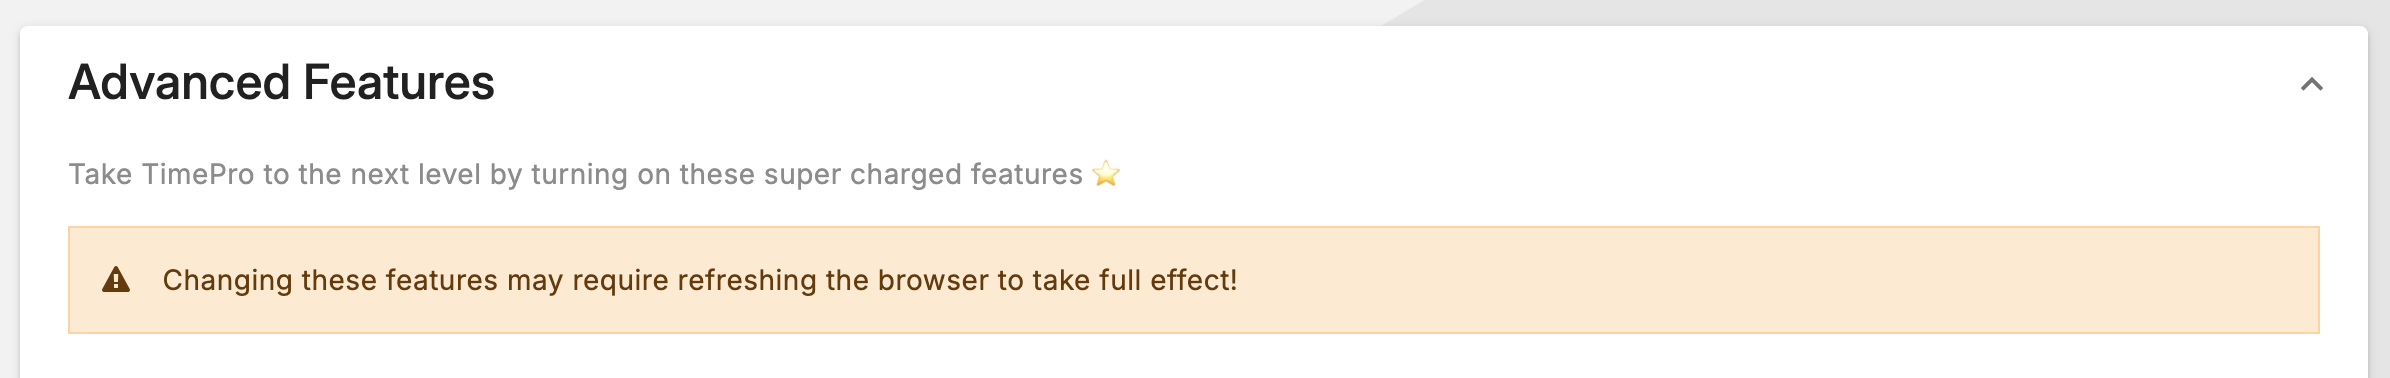 Advanced Features
Take TimePro to the next level by turning on these super charged features ⭐
Changing these features may require refreshing the browser to take full effect!